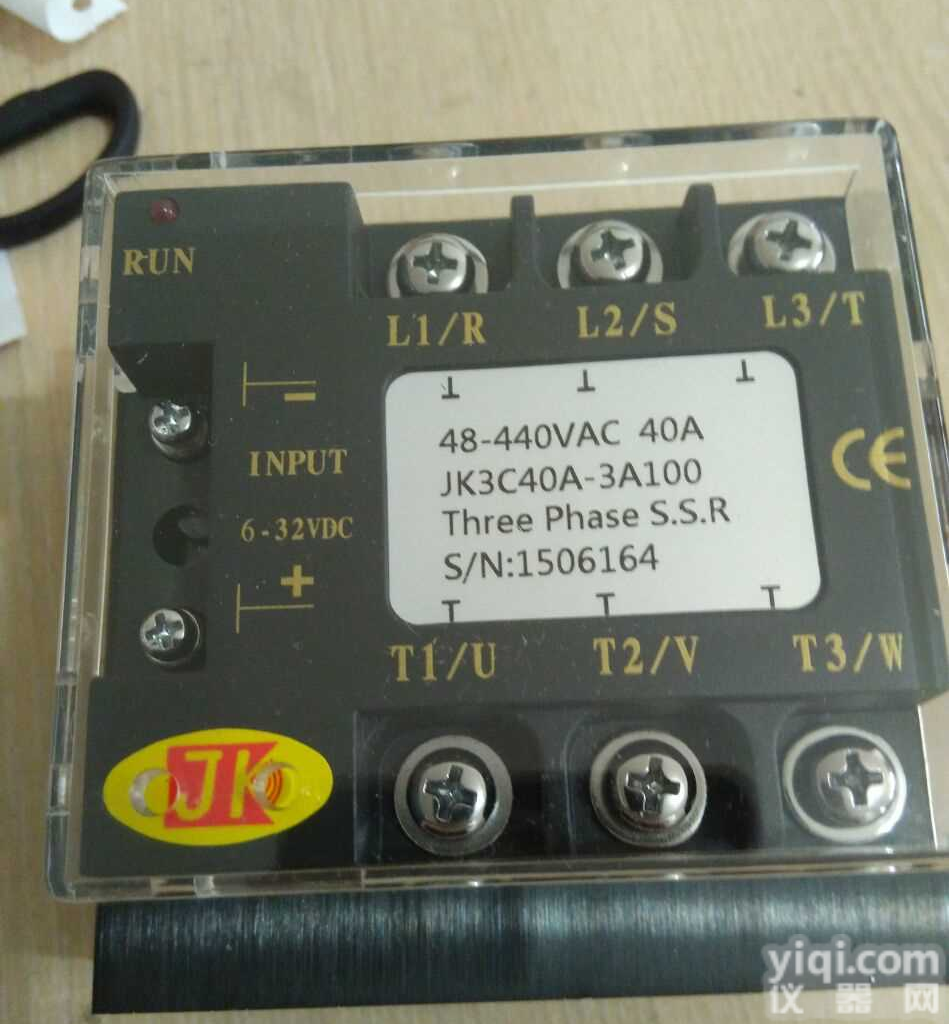 RUN
L1/R
L2/S
L3/T
INPUT
6-32VDC
48-440VAC 40A
JK3C40A-3A100
Three Phase S.S.R
S/N:1506164
CE
T1/U
T2/V
T3/W
JK
yiqi.com
仪器网